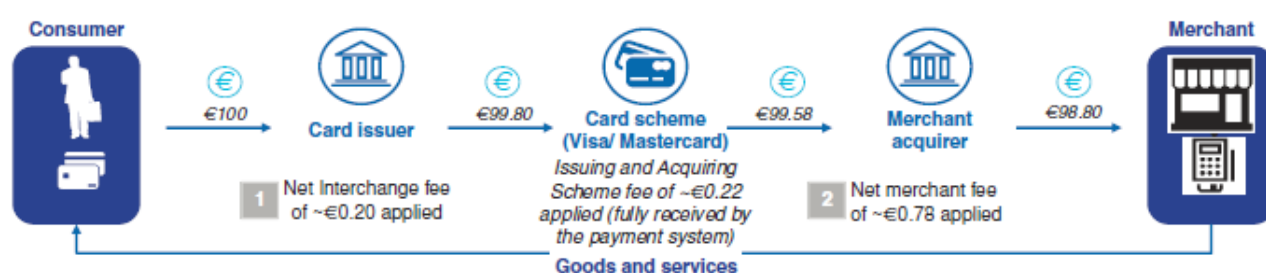 Consumer
Merchant
€
€
€
€
€100
€99.80
€99.58
€98.80
Card issuer
Card scheme
(Visa/ Mastercard)
Merchant
acquirer
1
Net Interchange fee
of ~€0.20 applied
Issuing and Acquiring
Scheme fee of ~€0.22
applied (fully received by
the payment system)
2
Net merchant fee
of ~€0.78 applied
Goods and services